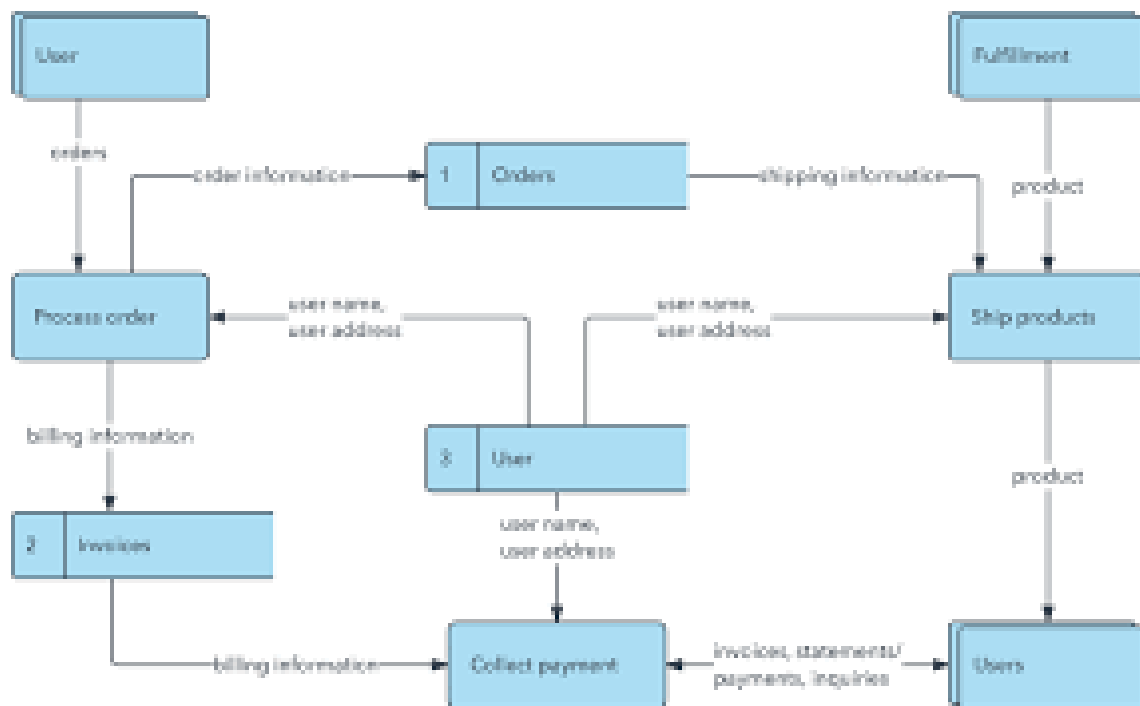 User
Fulfillment
orders
order information
1 Orders
shipping information
product
Process order
user name,
user address
user name,
user address
Ship products
billing information
3 User
product
user name,
user address
2 Invoices
billing information
Collect payment
invoices, statements/
payments, inquiries
Users